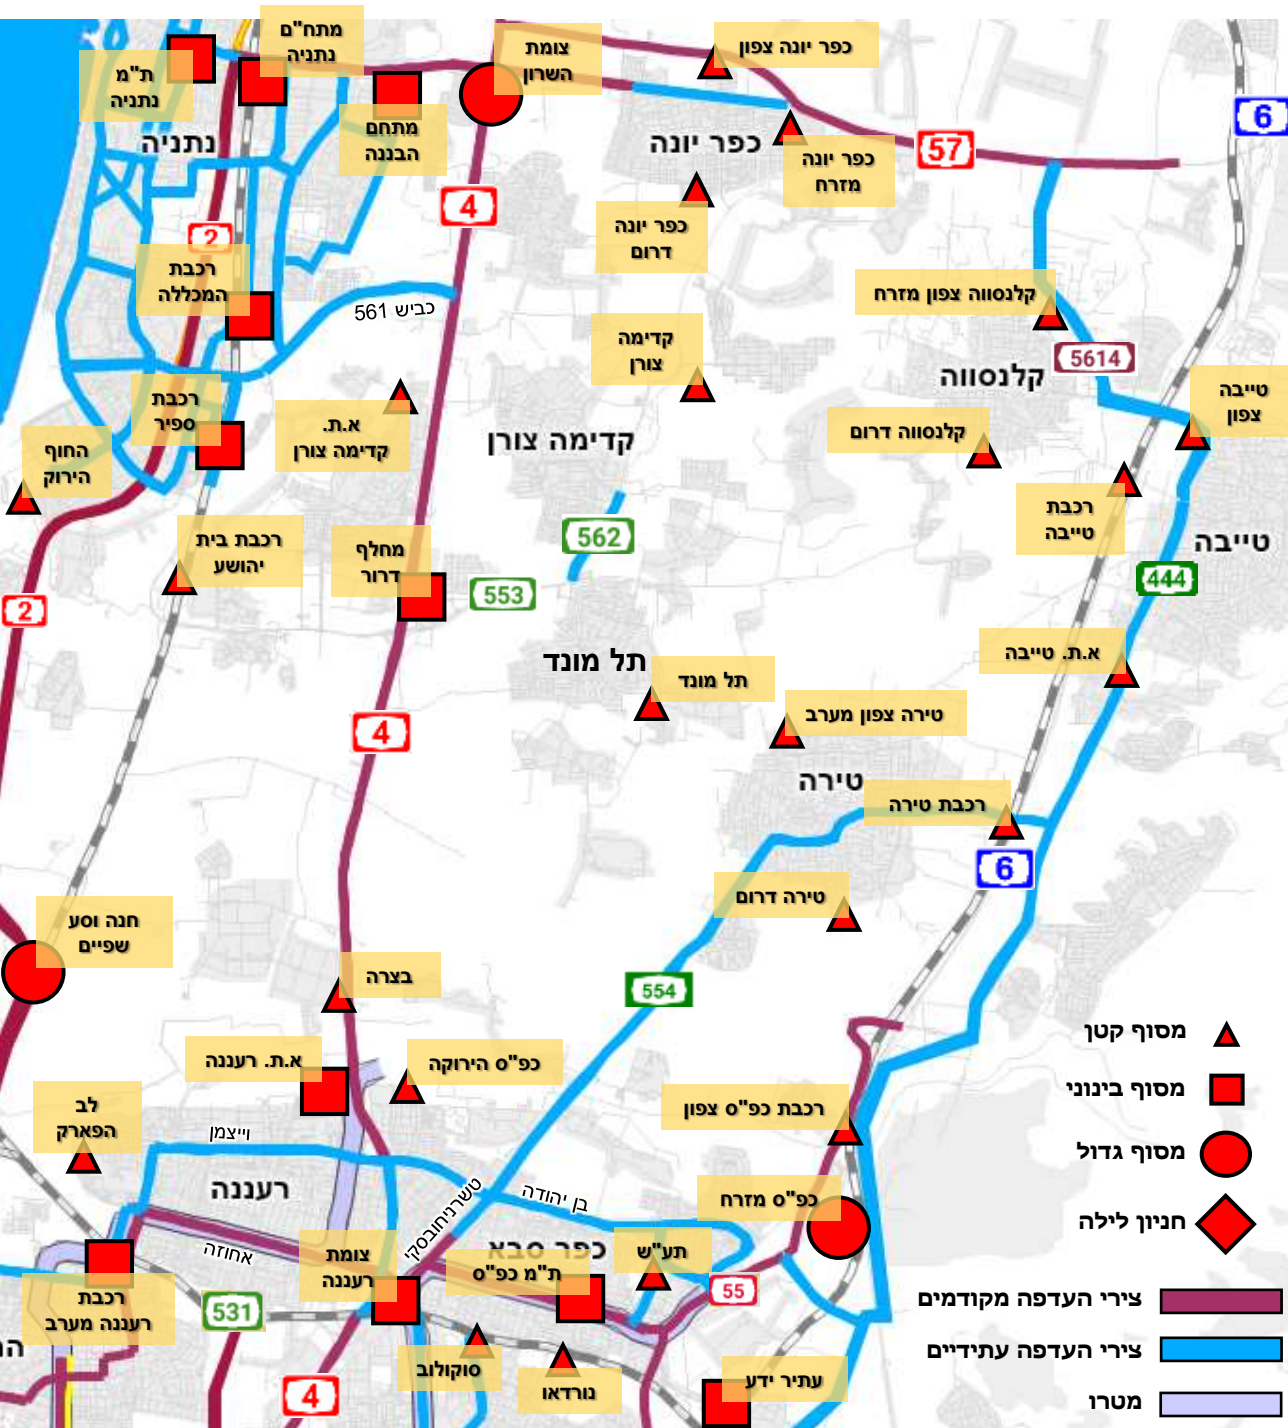 מתח"ם
נתניה
ת"מ
נתניה
נתניה
מתחם
הבננה
צומת
השרון
כפר יונה צפון
כפר יונה
כפר יונה
מזרח
כפר יונה
דרום
57
6
4
2
רכבת
המכללה
כביש 561
קלנסווה צפון מזרח
5614
קלנסווה
קלנסווה דרום
טייבה
צפון
קדימה
צורן
קדימה צורן
א.ת.
קדימה צורן
רכבת
ספיר
החוף
הירוק
רכבת בית
יהושע
מחלף
דרור
2
553
562
רכבת
טייבה
טייבה
444
א.ת. טייבה
תל מונד
תל מונד
טירה צפון מערב
טירה
רכבת טירה
6
4
טירה דרום
554
חנה וסע
שפיים
בצרה
א.ת. רעננה
כפ"ס הירוקה
רכבת כפ"ס צפון
לב
הפארק
וייצמן
רעננה
אחוזה
טשרניחובסקי
בן יהודה
כפר סבא
כפ"ס מזרח
תע"ש
ת"מ כפ"ס
צומת
רעננה
רכבת
רעננה מערב
531
55
4
סוקולוב
נורדאו
עתיר ידע
מסוף קטן
מסוף בינוני
מסוף גדול
חניון לילה
צירי העדפה מקודמים
צירי העדפה עתידיים
מטרו